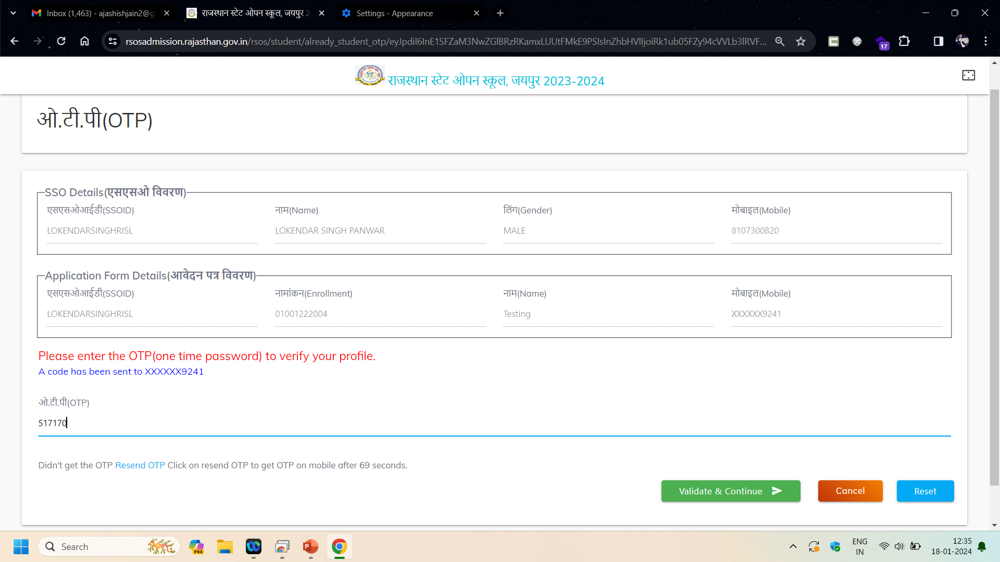 Inbox (1,463) - ajashishjain2@g
राजस्थान स्टेट ओपन स्कूल, जयपुर 2
Settings - Appearance
rsosadmission.rajasthan.gov.in/rsos/student/already_student_otp/
17
राजस्थान स्टेट ओपन स्कूल, जयपुर 2023-2024
ओ.टी.पी(OTP)
SSO Details(एसएसओ विवरण)
एसएसओआईडी(SSOID) नाम(Name) लिंग(Gender) मोबाइल(Mobile)
LOKENDARSINGHRISL LOKENDAR SINGH PANWAR MALE 8107300820
Application Form Details(आवेदन पत्र विवरण)
एसएसओआईडी(SSOID) नामांकन(Enrollment) नाम(Name) मोबाइल(Mobile)
LOKENDARSINGHRISL 01001222004 Testing XXXXXX9241
Please enter the OTP(one time password) to verify your profile.
A code has been sent to XXXXXX9241
ओ.टी.पी(OTP)
517170
Didn't get the OTP Resend OTP Click on resend OTP to get OTP on mobile after 69 seconds.
Validate & Continue Cancel Reset
Search
PRE
ENG
IN
12:35
18-01-2024